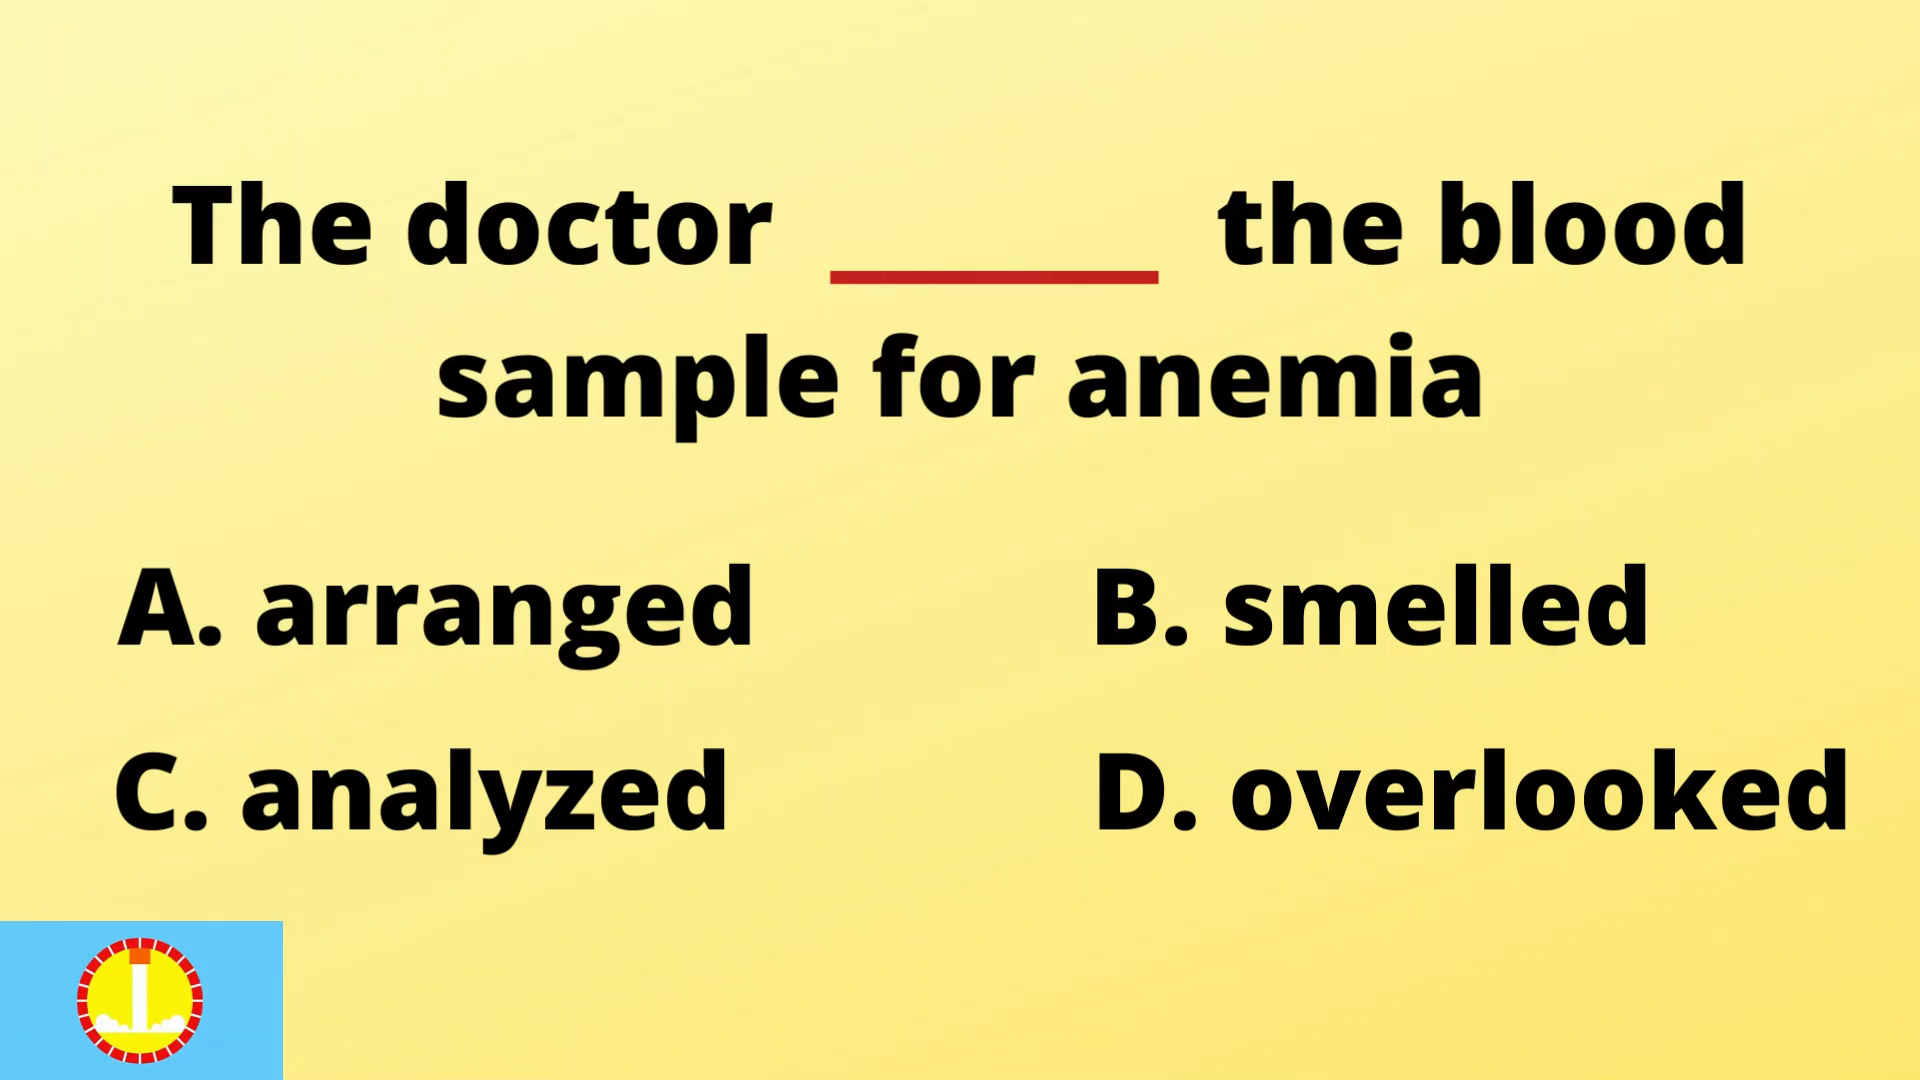 The doctor ______ the blood
sample for anemia
A. arranged
B. smelled
C. analyzed
D. overlooked